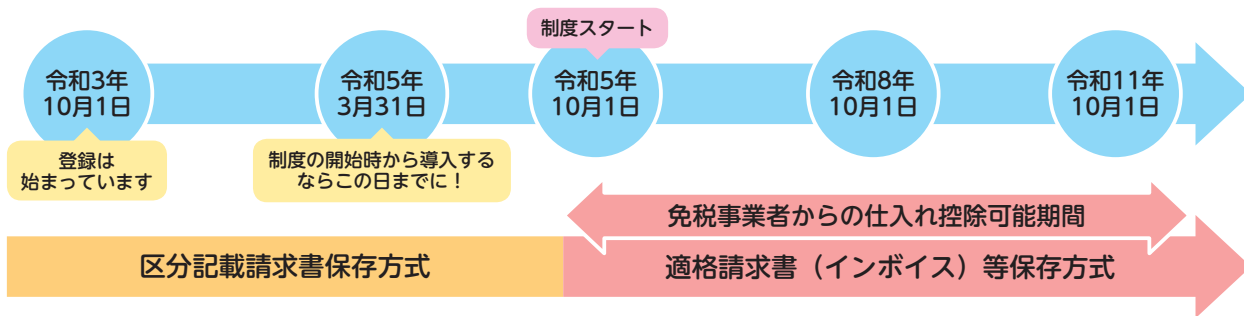 制度スタート
令和3年
10月1日
令和5年
3月31日
令和5年
10月1日
令和8年
10月1日
令和11年
10月1日
登録は
始まっています
制度の開始時から導入する
ならこの日までに！
免税事業者からの仕入れ控除可能期間
区分記載請求書保存方式
適格請求書（インボイス）等保存方式